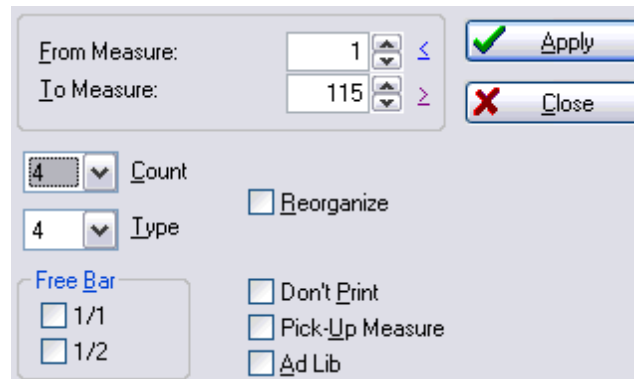 From Measure: 1 ≤
To Measure: 115 ≥
Apply
Close
4 Count
4 Type
Reorganize
Free Bar
1/1
1/2
Don't Print
Pick-Up Measure
Ad Lib